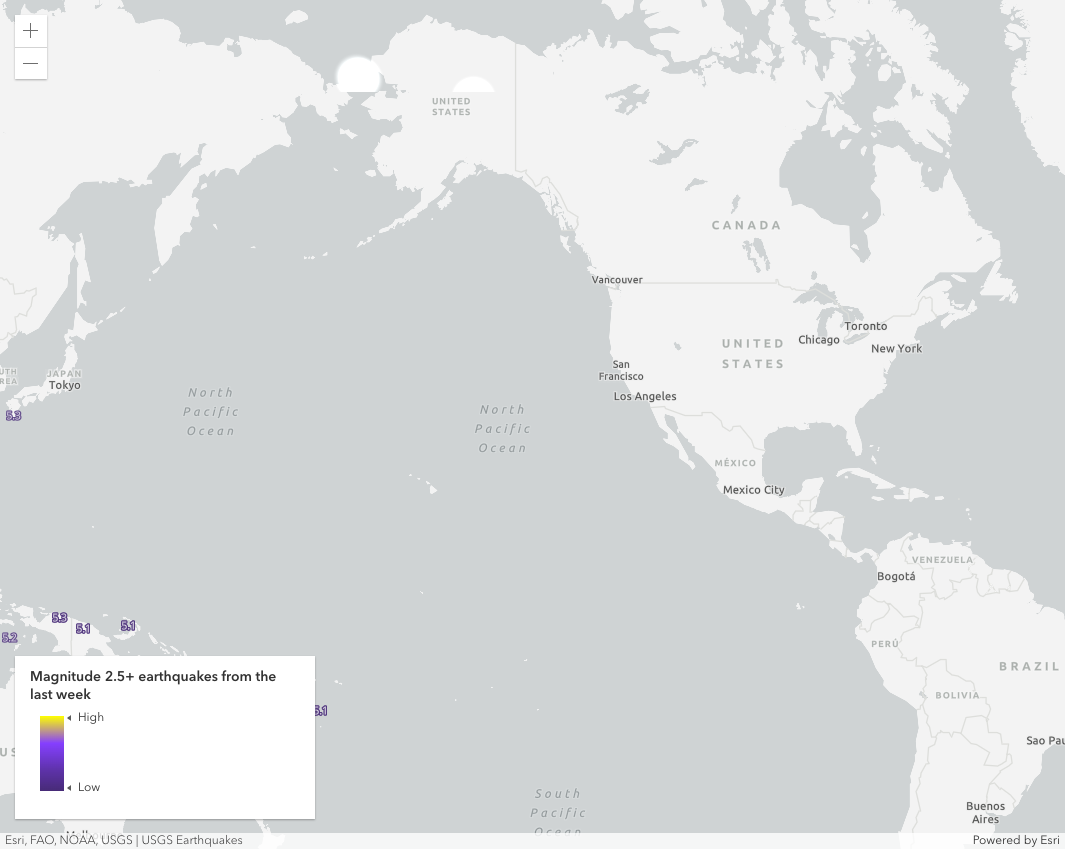 UNITED
STATES
CANADA
Vancouver
Toronto
Chicago
New York
UNITED
STATES
San
Francisco
Los Angeles
JAPAN
Tokyo
5.3
North
Pacific
Ocean
North
Pacific
Ocean
MÉXICO
Mexico City
VENEZUELA
Bogotá
5.3
5.1
5.1
5.2
PERÚ
BRAZIL
BOLIVIA
Magnitude 2.5+ earthquakes from the
last week
High
Low
5.1
Sao Pau
South
Pacific
Ocean
Buenos
Aires
Esri, FAO, NOAA, USGS | USGS Earthquakes
Powered by Esri